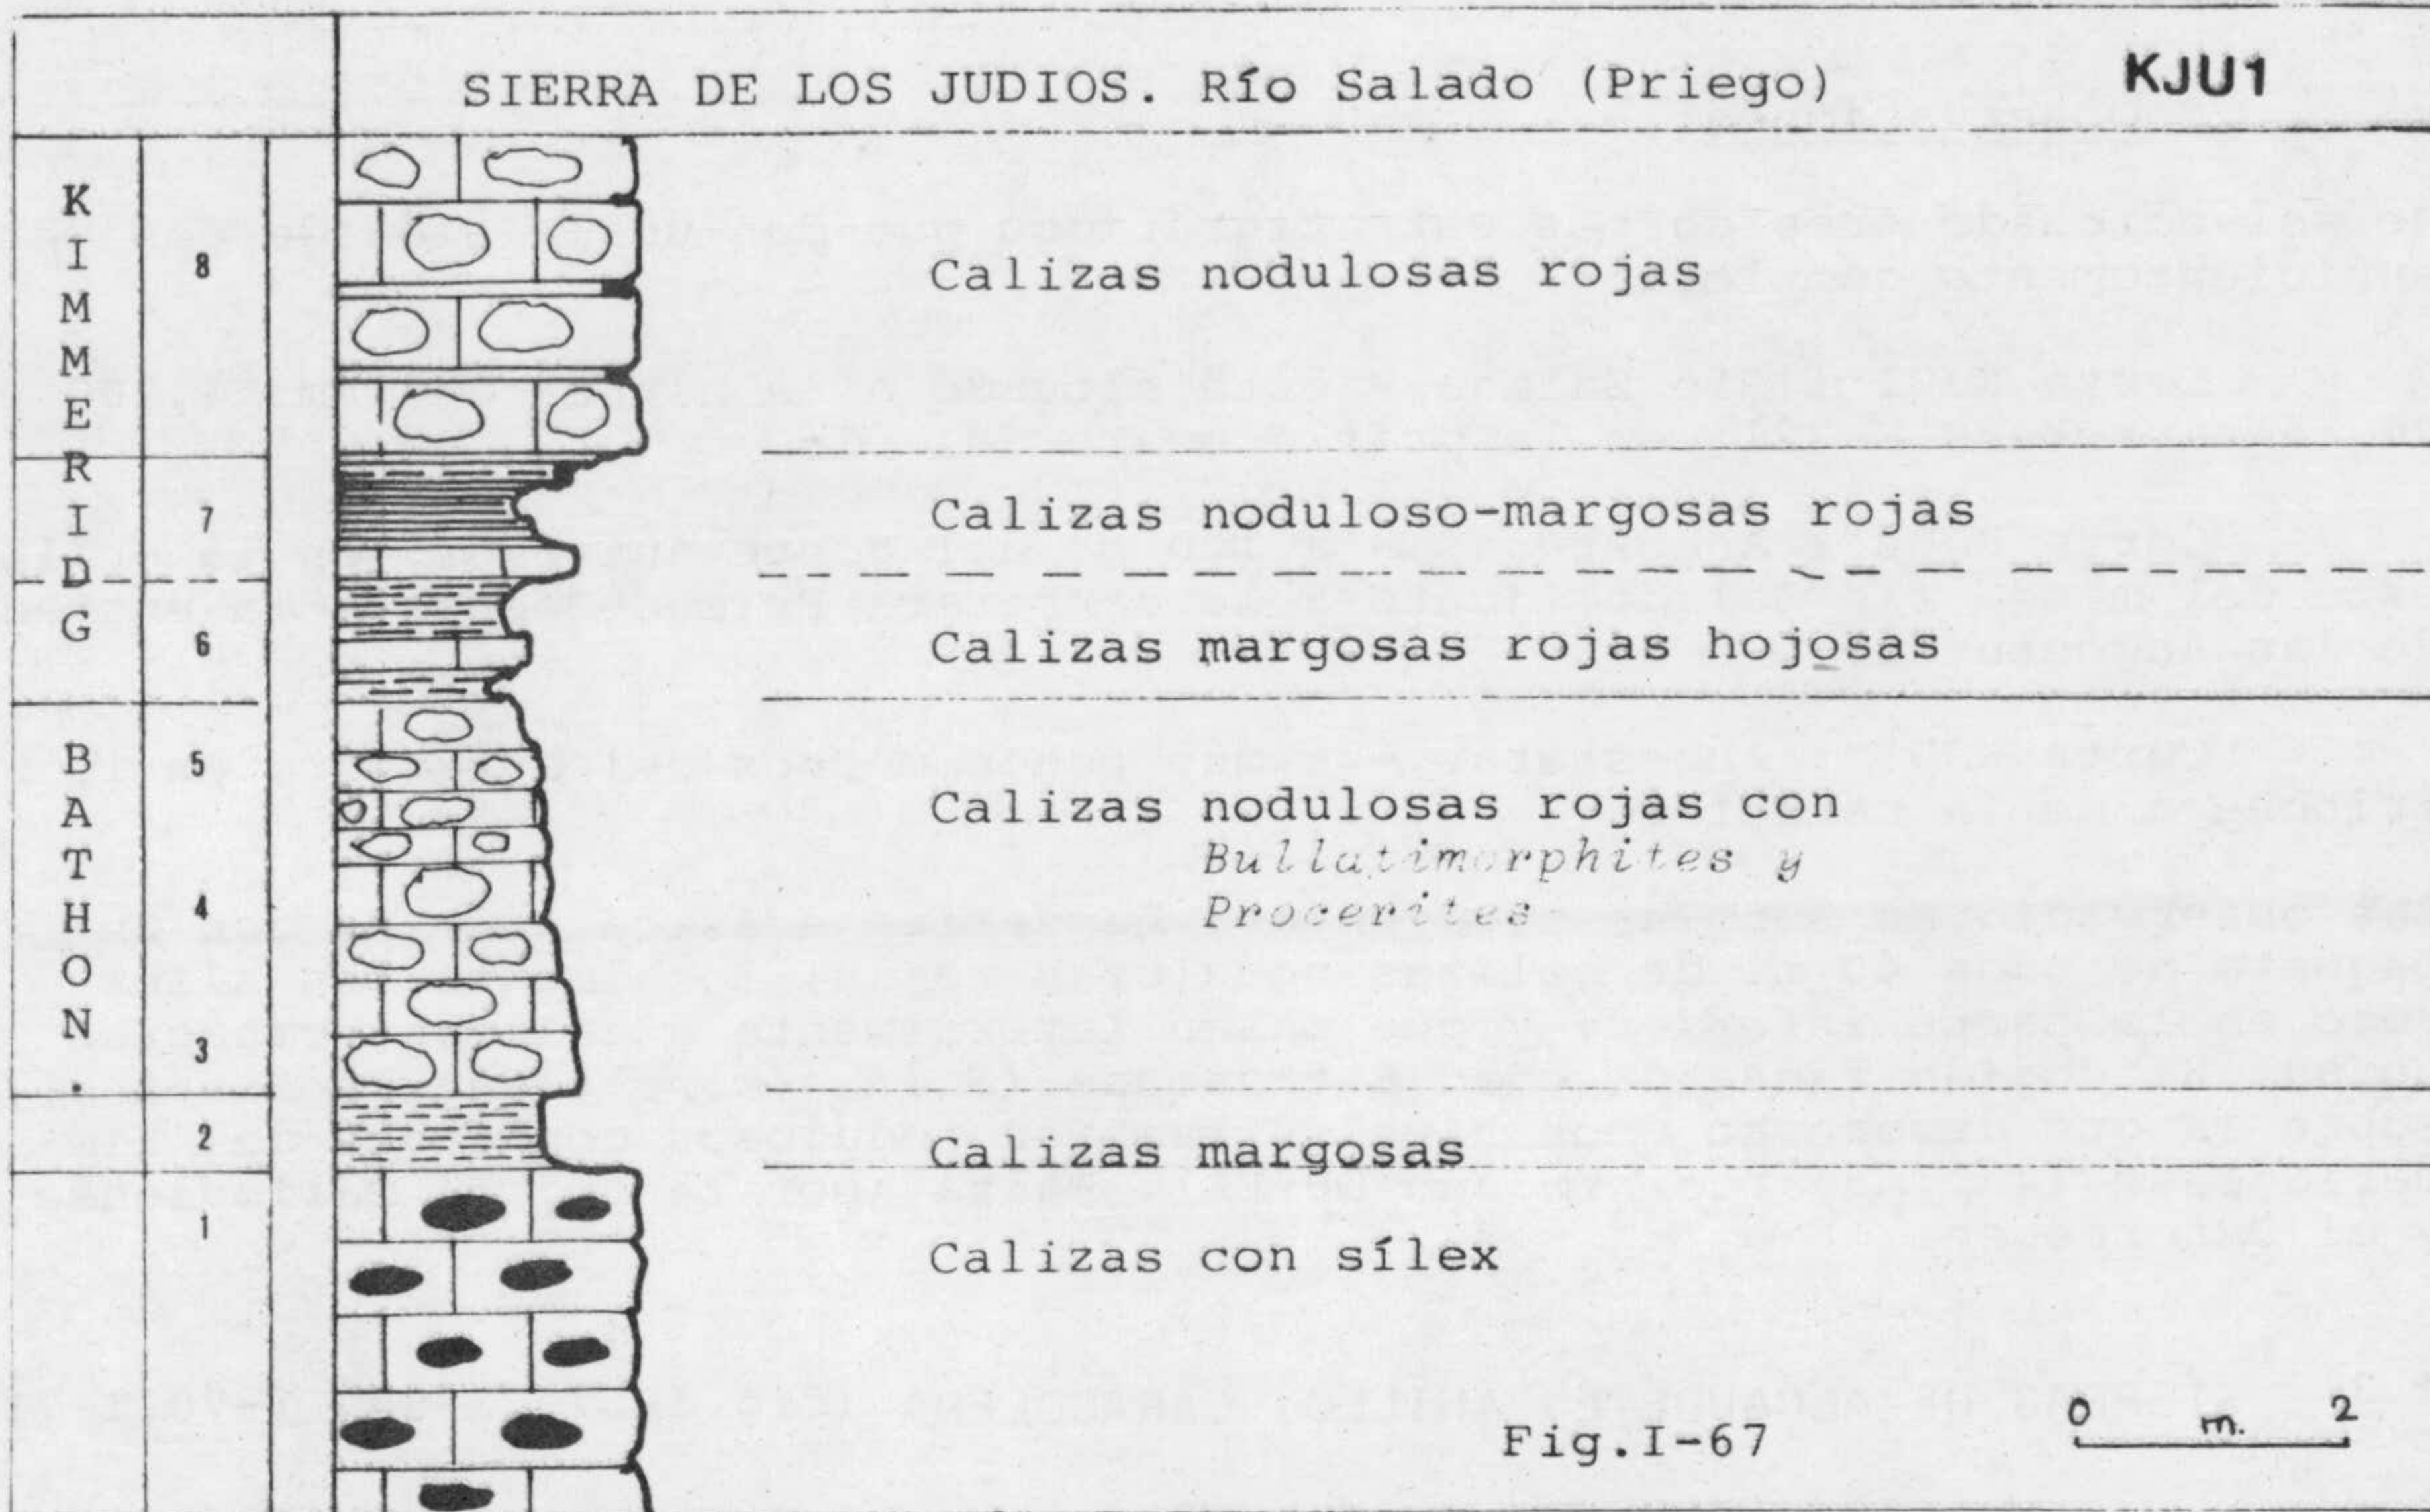 SIERRA DE LOS JUDIOS. Río Salado (Priego) KJU1
KIMMERIDG
8
Calizas nodulosas rojas
7
Calizas noduloso-margosas rojas
6
Calizas margosas rojas hojosas
BATHON.
5
Calizas nodulosas rojas con
Bullatimorphites y
Procerites
4
3
2
Calizas margosas
1
Calizas con sílex
Fig.I-67
0 m. 2